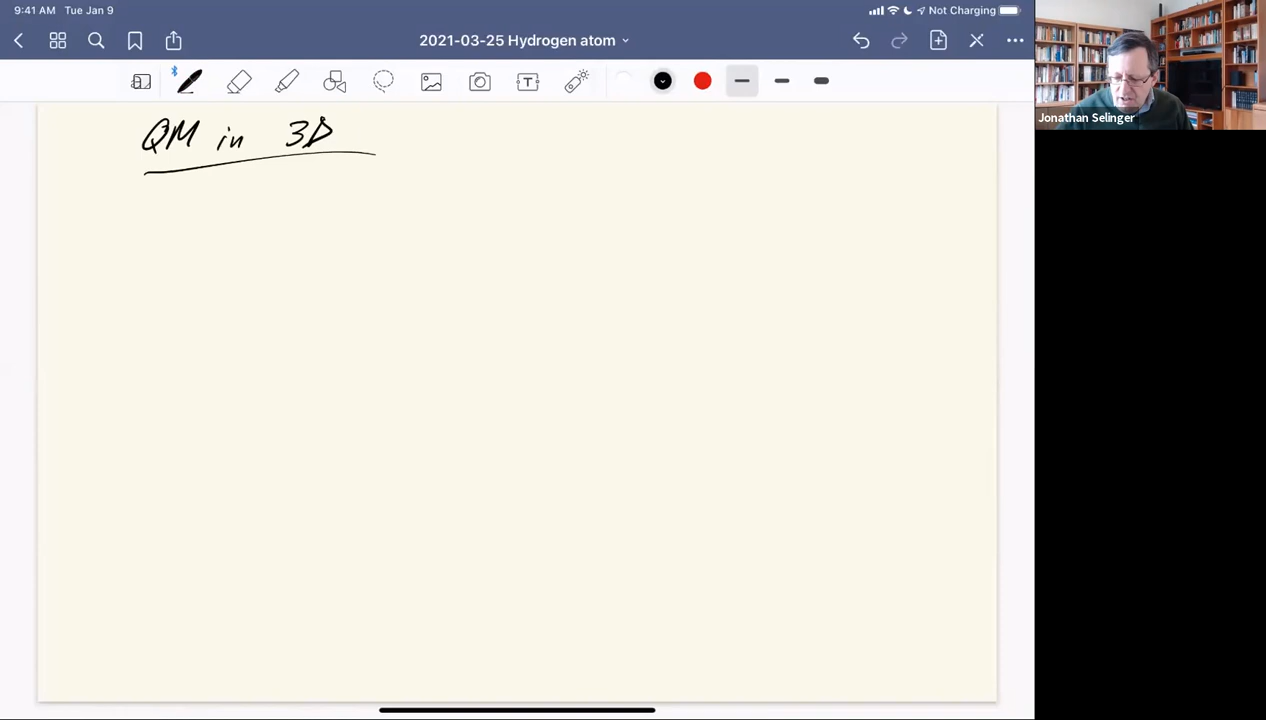 9:41 AM Tue Jan 9
Not Charging
2021-03-25 Hydrogen atom
T
QM in 3D
Jonathan Selinger